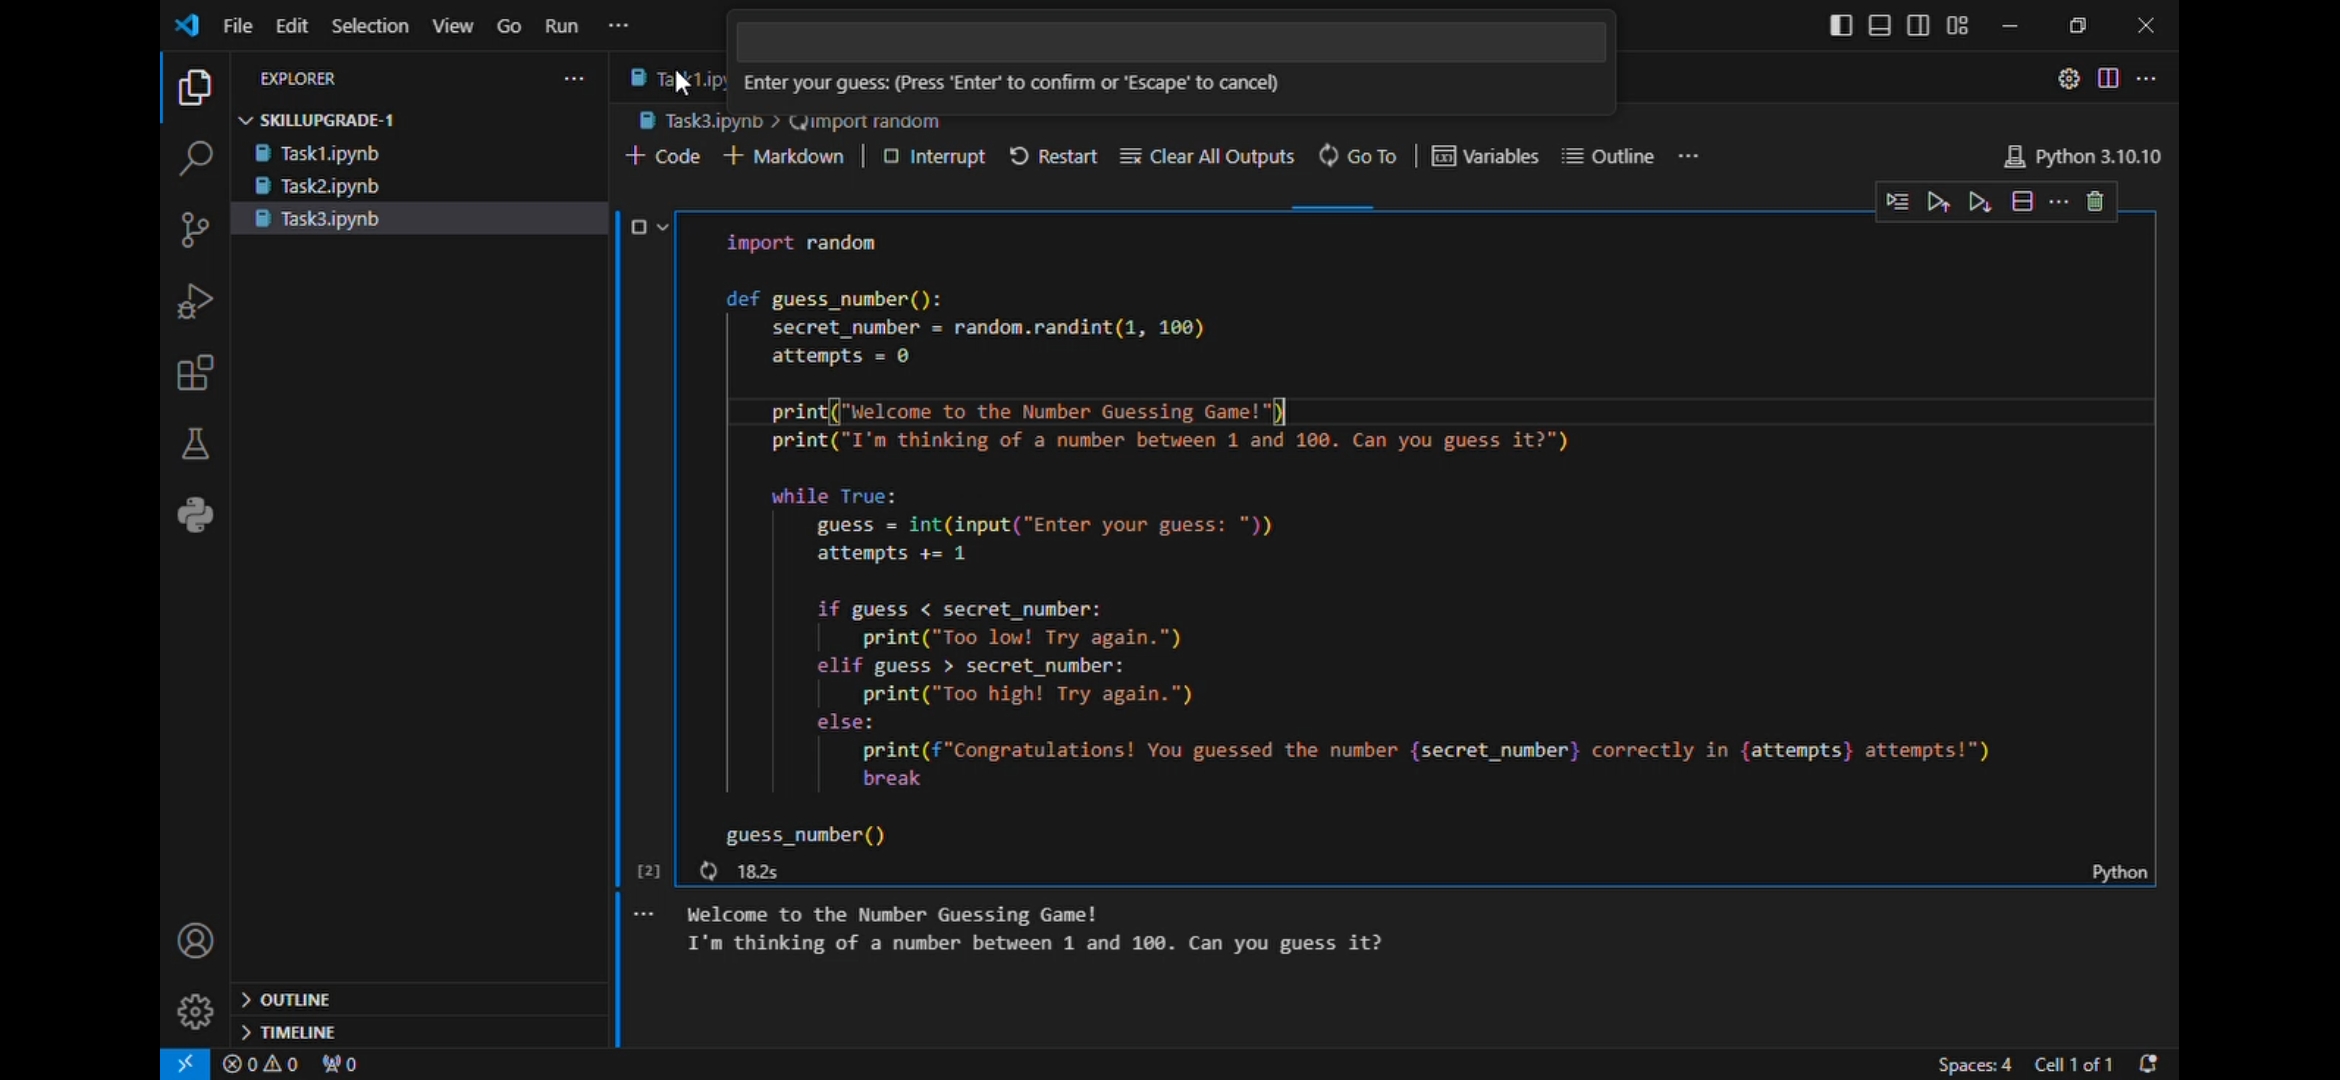 File Edit Selection View Go Run ···
Enter your guess: (Press 'Enter' to confirm or 'Escape' to cancel)
EXPLORER ···
SKILLUPGRADE-1
Task1.ipynb
Task2.ipynb
Task3.ipynb
OUTLINE
TIMELINE
Task3.ipynb > import random
+ Code + Markdown | Interrupt Restart Clear All Outputs Go To | Variables Outline ··· Python 3.10.10
import random
def guess_number():
    secret_number = random.randint(1, 100)
    attempts = 0
    print("Welcome to the Number Guessing Game!")
    print("I'm thinking of a number between 1 and 100. Can you guess it?")
    while True:
        guess = int(input("Enter your guess: "))
        attempts += 1
        if guess < secret_number:
            print("Too low! Try again.")
        elif guess > secret_number:
            print("Too high! Try again.")
        else:
            print(f"Congratulations! You guessed the number {secret_number} correctly in {attempts} attempts!")
            break
guess_number()
[2] 18.2s Python
··· Welcome to the Number Guessing Game!
I'm thinking of a number between 1 and 100. Can you guess it?
0 0 0 Spaces: 4 Cell 1 of 1